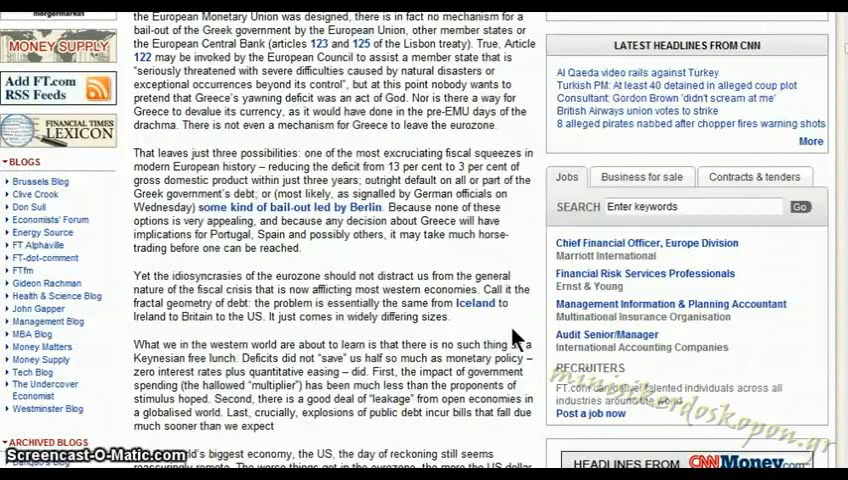 mergermarket
MONEY SUPPLY
Add FT.com
RSS Feeds
FINANCIAL TIMES
LEXICON
BLOGS
Brussels Blog
Clive Crook
Don Sull
Economists' Forum
Energy Source
FT Alphaville
FT-dot-comment
FTfm
Gideon Rachman
Health & Science Blog
John Gapper
Management Blog
MBA Blog
Money Matters
Money Supply
Tech Blog
The Undercover
Economist
Westminster Blog
ARCHIVED BLOGS
the European Monetary Union was designed, there is in fact no mechanism for a
bail-out of the Greek government by the European Union, other member states or
the European Central Bank (articles 123 and 125 of the Lisbon treaty). True, Article
122 may be invoked by the European Council to assist a member state that is
“seriously threatened with severe difficulties caused by natural disasters or
exceptional occurrences beyond its control”, but at this point nobody wants to
pretend that Greece's yawning deficit was an act of God. Nor is there a way for
Greece to devalue its currency, as it would have done in the pre-EMU days of the
drachma. There is not even a mechanism for Greece to leave the eurozone.
That leaves just three possibilities: one of the most excruciating fiscal squeezes in
modern European history – reducing the deficit from 13 per cent to 3 per cent of
gross domestic product within just three years; outright default on all or part of the
Greek government's debt; or (most likely, as signalled by German officials on
Wednesday) some kind of bail-out led by Berlin. Because none of these
options is very appealing, and because any decision about Greece will have
implications for Portugal, Spain and possibly others, it may take much horse-
trading before one can be reached.
Yet the idiosyncrasies of the eurozone should not distract us from the general
nature of the fiscal crisis that is now afflicting most western economies. Call it the
fractal geometry of debt: the problem is essentially the same from Iceland to
Ireland to Britain to the US. It just comes in widely differing sizes.
What we in the western world are about to learn is that there is no such thing as a
Keynesian free lunch. Deficits did not “save” us half so much as monetary policy –
zero interest rates plus quantitative easing – did. First, the impact of government
spending (the hallowed “multiplier”) has been much less than the proponents of
stimulus hoped. Second, there is a good deal of “leakage” from open economies in
a globalised world. Last, crucially, explosions of public debt incur bills that fall due
much sooner than we expect
world's biggest economy, the US, the day of reckoning still seems
LATEST HEADLINES FROM CNN
Al Qaeda video rails against Turkey
Turkish PM: At least 40 detained in alleged coup plot
Consultant: Gordon Brown 'didn't scream at me'
British Airways union votes to strike
8 alleged pirates nabbed after chopper fires warning shots
More
Jobs
Business for sale
Contracts & tenders
SEARCH Enter keywords Go
Chief Financial Officer, Europe Division
Marriott International
Financial Risk Services Professionals
Ernst & Young
Management Information & Planning Accountant
Multinational Insurance Organisation
Audit Senior/Manager
International Accounting Companies
RECRUITERS
FT.com can deliver talented individuals across all
industries around the world
Post a job now
HEADLINES FROM CNNMoney.com
Screencast-O-Matic.com